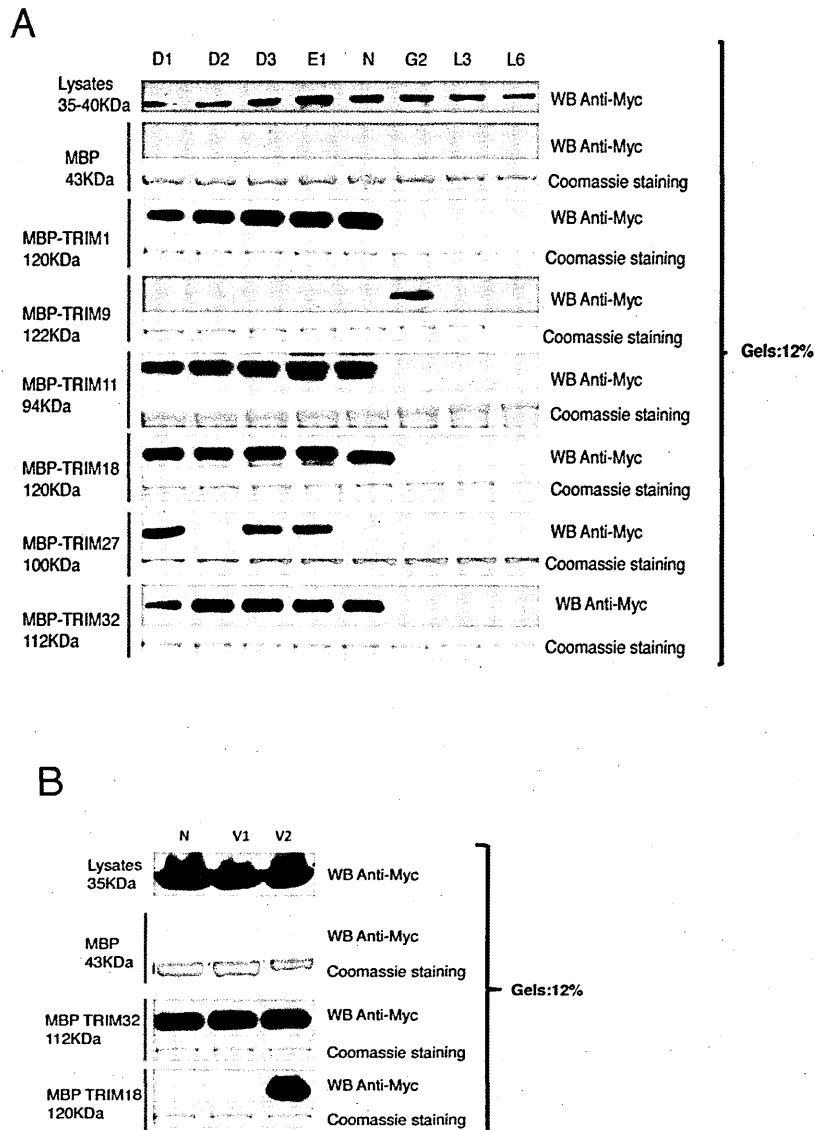 A
D1 D2 D3 E1 N G2 L3 L6
Lysates
35-40KDa
WB Anti-Myc
MBP
43KDa
WB Anti-Myc
Coomassie staining
MBP-TRIM1
120KDa
WB Anti-Myc
Coomassie staining
MBP-TRIM9
122KDa
WB Anti-Myc
Coomassie staining
MBP-TRIM11
94KDa
WB Anti-Myc
Coomassie staining
MBP-TRIM18
120KDa
WB Anti-Myc
Coomassie staining
MBP-TRIM27
100KDa
WB Anti-Myc
Coomassie staining
MBP-TRIM32
112KDa
WB Anti-Myc
Coomassie staining
Gels:12%
B
N V1 V2
Lysates
35KDa
WB Anti-Myc
MBP
43KDa
WB Anti-Myc
Coomassie staining
MBP TRIM32
112KDa
WB Anti-Myc
Coomassie staining
MBP TRIM18
120KDa
WB Anti-Myc
Coomassie staining
Gels:12%